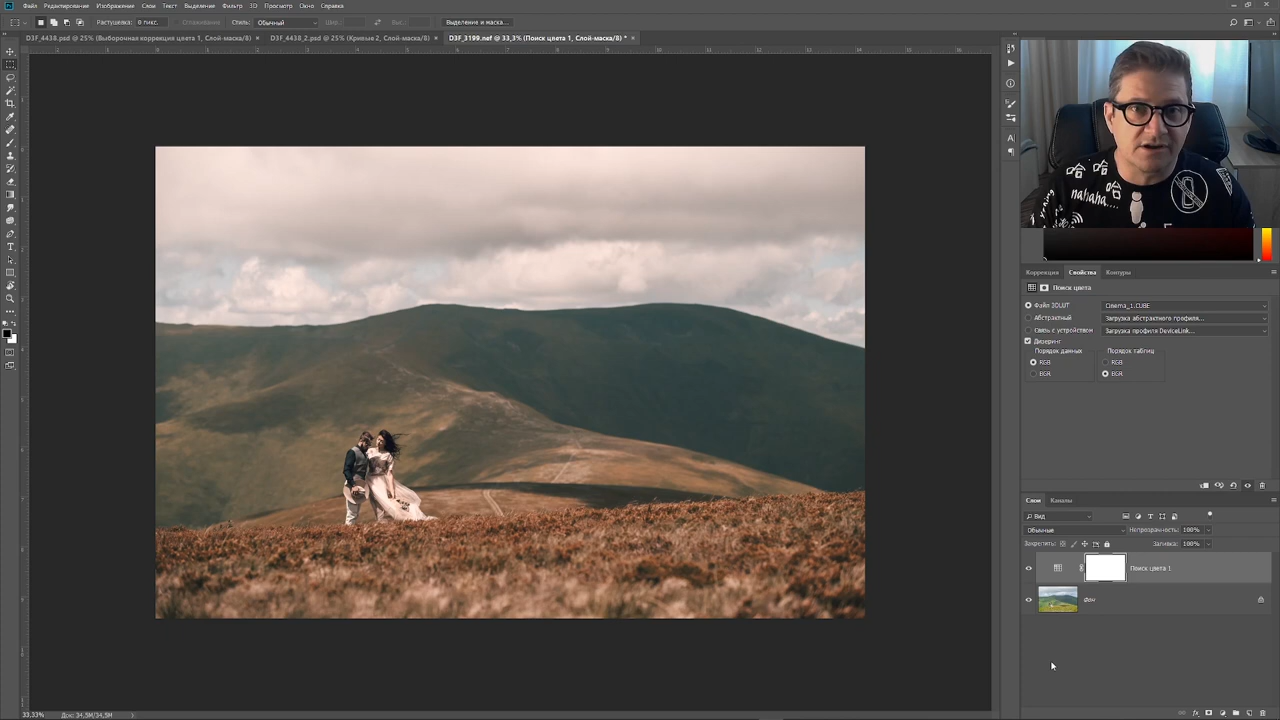 Файл Редактирование Изображение Слои Текст Выделение Фильтр 3D Просмотр Окно Справка
Растушевка: 0 пикс. Сглаживание Стиль: Обычный Шир.: Выс.: Выделение и маска...
D3F_4438.psd @ 25% (Выборочная коррекция цвета 1, Слой-маска/8) × D3F_4438_2.psd @ 25% (Кривые 2, Слой-маска/8) × D3F_3199.nef @ 33,3% (Поиск цвета 1, Слой-маска/8) * ×
nahaha....
Коррекция Свойства Контуры
Поиск цвета
Файл 3DLUT Cinema_1.CUBE
Абстрактный Загрузка абстрактного профиля...
Связь с устройством Загрузка профиля DeviceLink...
Дизеринг
Порядок данных Порядок таблиц
RGB RGB
BGR BGR
Слои Каналы
Вид
Обычные Непрозрачность: 100%
Закрепить: Заливка: 100%
Поиск цвета 1
Фон
33,33% Док: 34,5M/34,5M